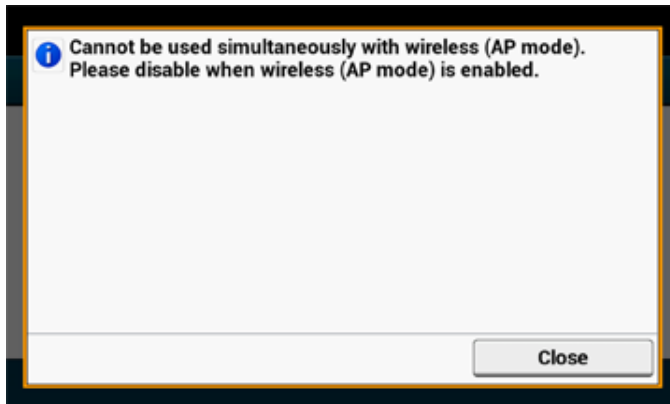 Cannot be used simultaneously with wireless (AP mode).
Please disable when wireless (AP mode) is enabled.
Close